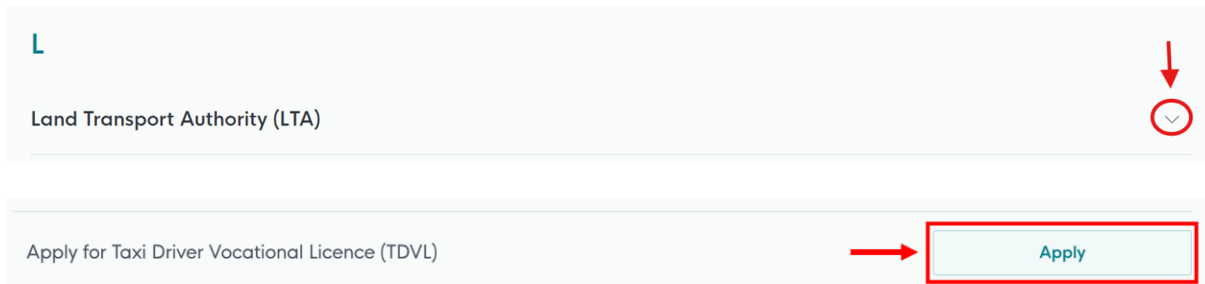 L
Land Transport Authority (LTA)
Apply for Taxi Driver Vocational Licence (TDVL)
Apply